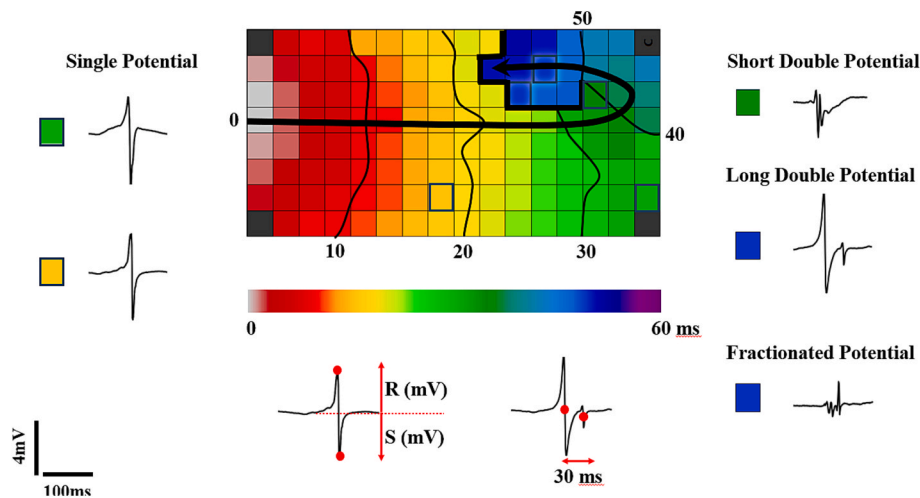 50
Single Potential
Short Double Potential
0
40
Long Double Potential
10
20
30
0
60 ms
Fractionated Potential
R (mV)
S (mV)
4mV
100ms
30 ms